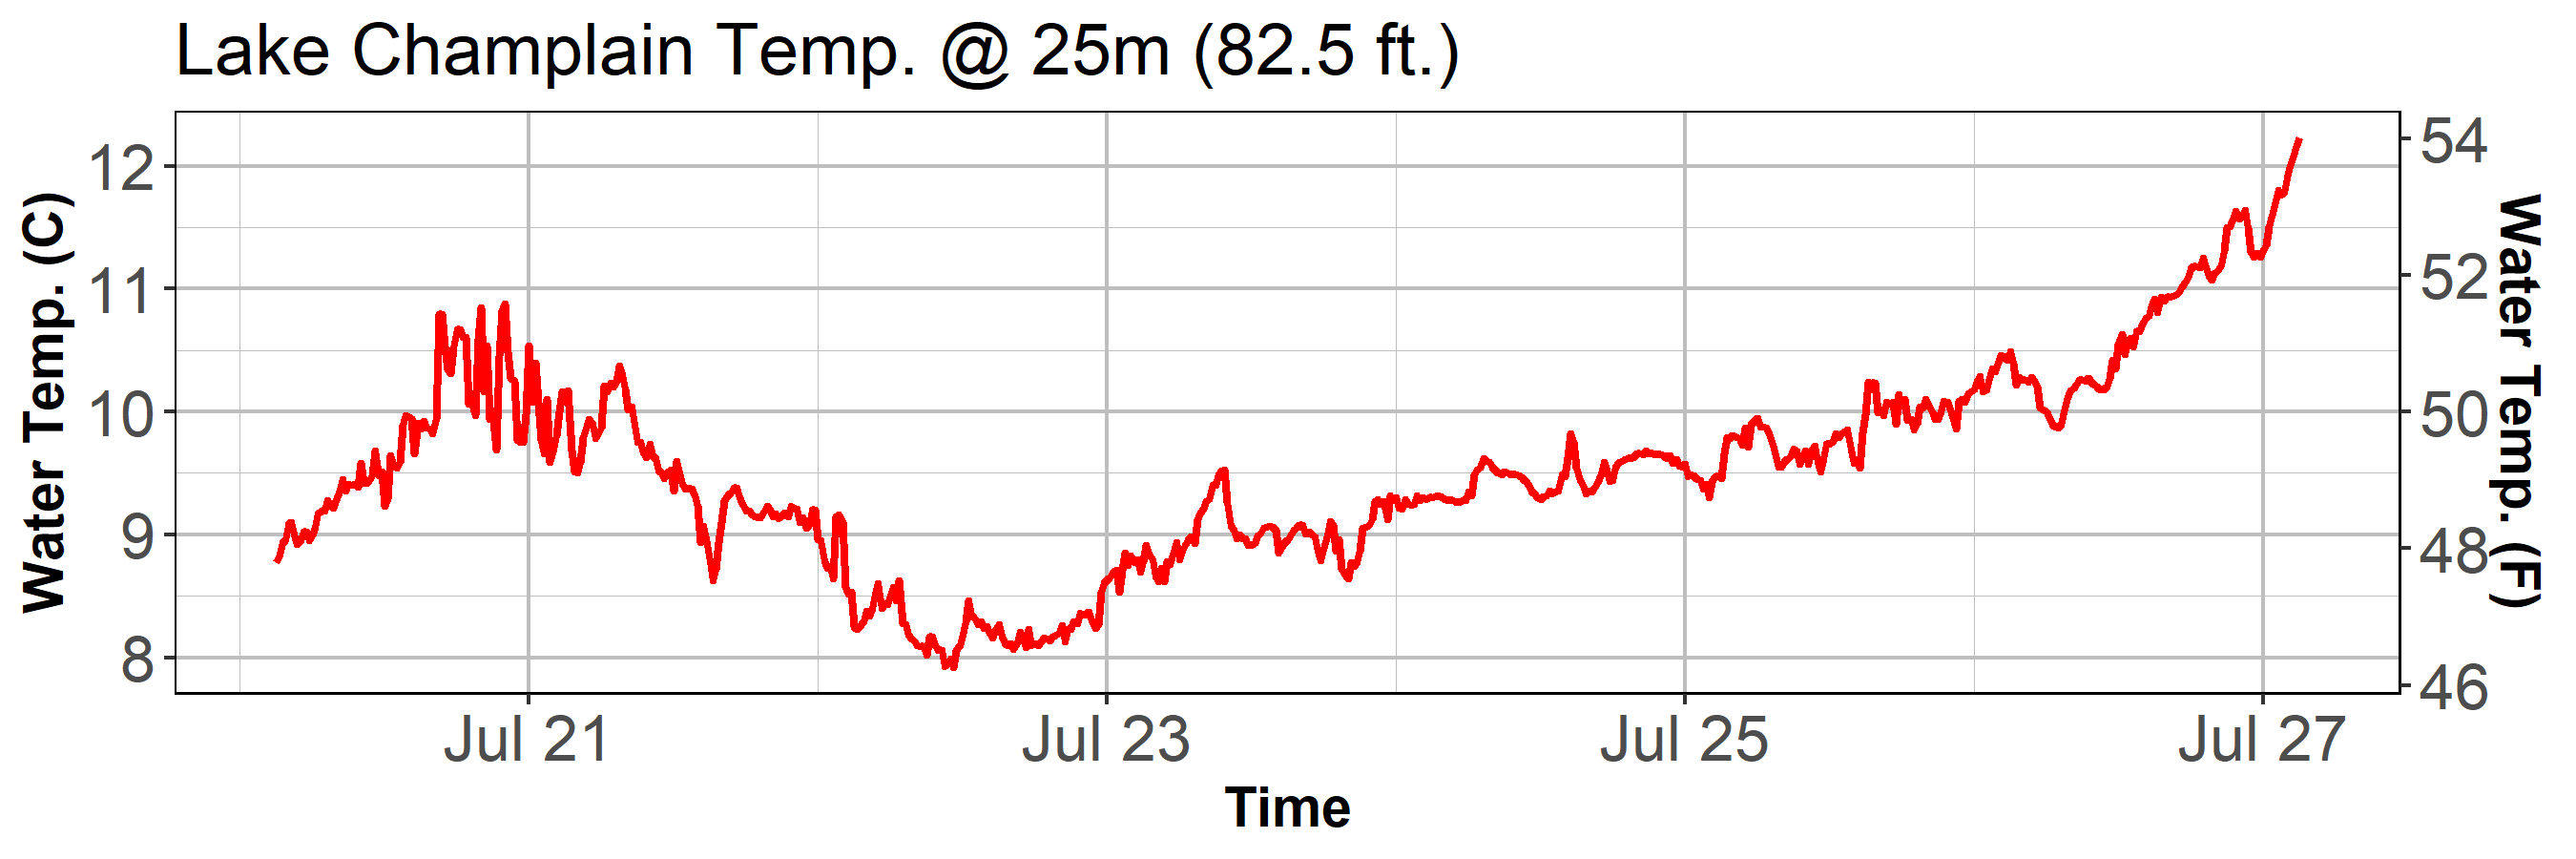 Lake Champlain Temp. @ 25m (82.5 ft.)
Water Temp. (C)
12
11
10
9
8
54
52
50
48
46
Water Temp. (F)
Jul 21
Jul 23
Jul 25
Jul 27
Time